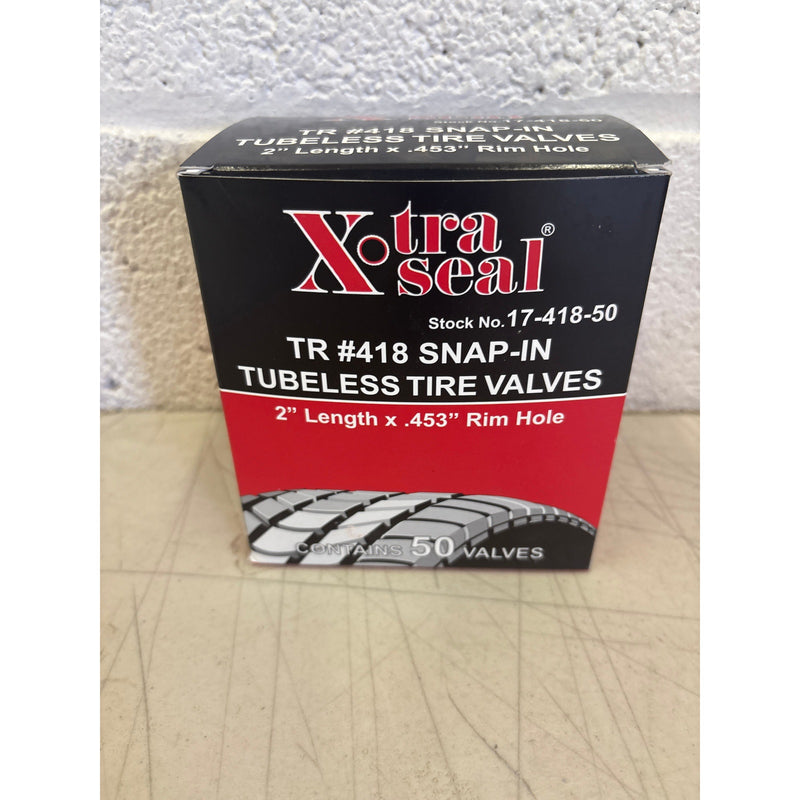 Stock No. 17-418-50
TR #418 SNAP-IN
TUBELESS TIRE VALVES
2” Length x .453” Rim Hole
X•tra
seal®
Stock No. 17-418-50
TR #418 SNAP-IN
TUBELESS TIRE VALVES
2” Length x .453” Rim Hole
CONTAINS 50 VALVES